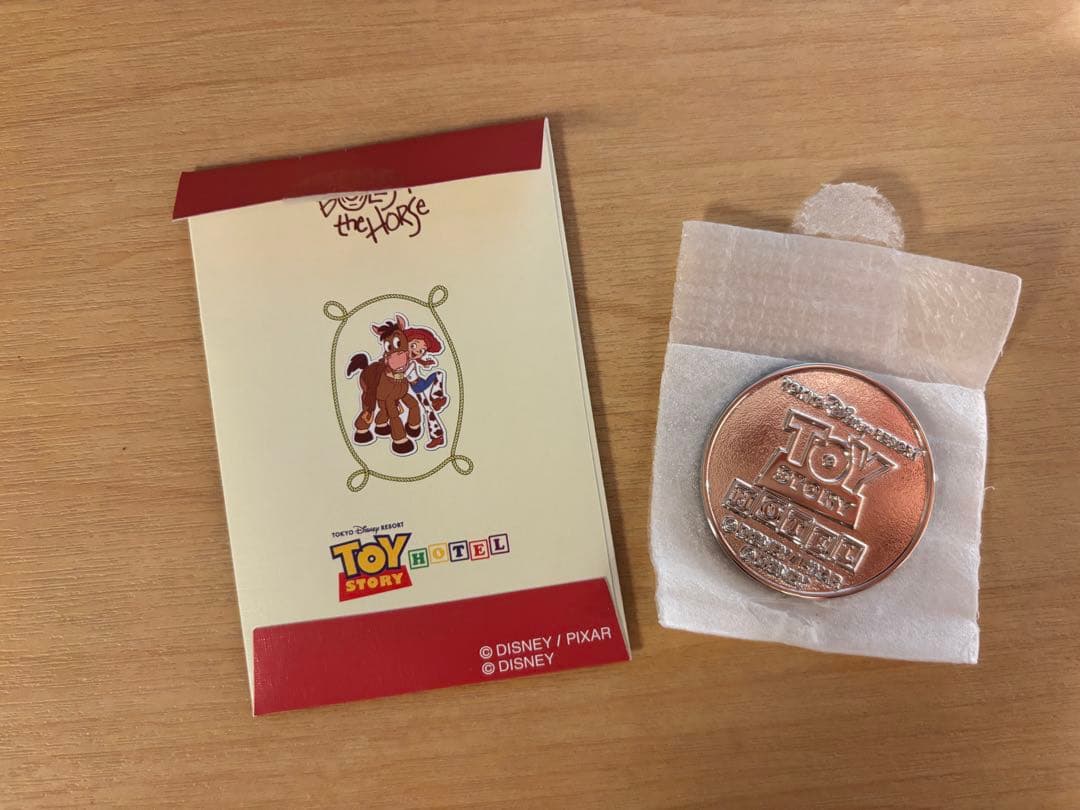 the HORSE
TOKYO Disney RESORT
TOY
STORY
HOTEL
© DISNEY / PIXAR
© DISNEY
TOKYO Disney RESORT
TOY
STORY
HOTEL